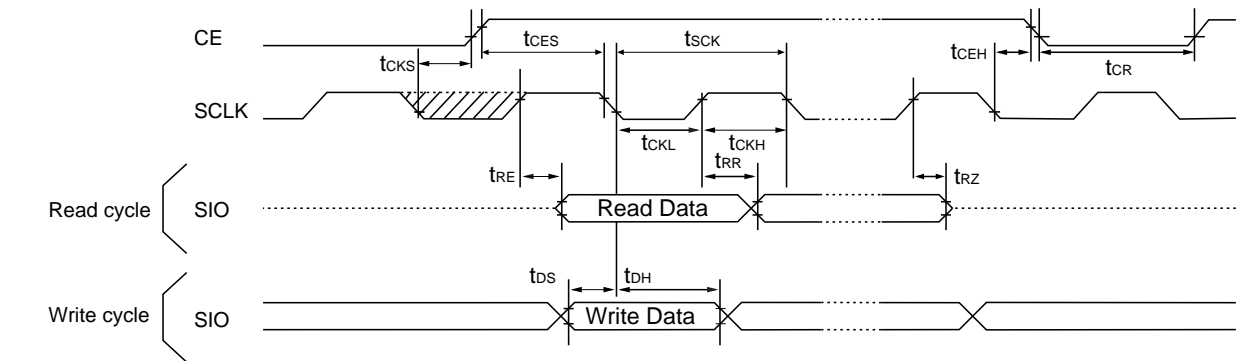 CE
tCES
tSCK
tCEH
tCKS
tCR
SCLK
tCKL
tCKH
tRE
tRR
tRZ
Read cycle
SIO
Read Data
tDS
tDH
Write cycle
SIO
Write Data